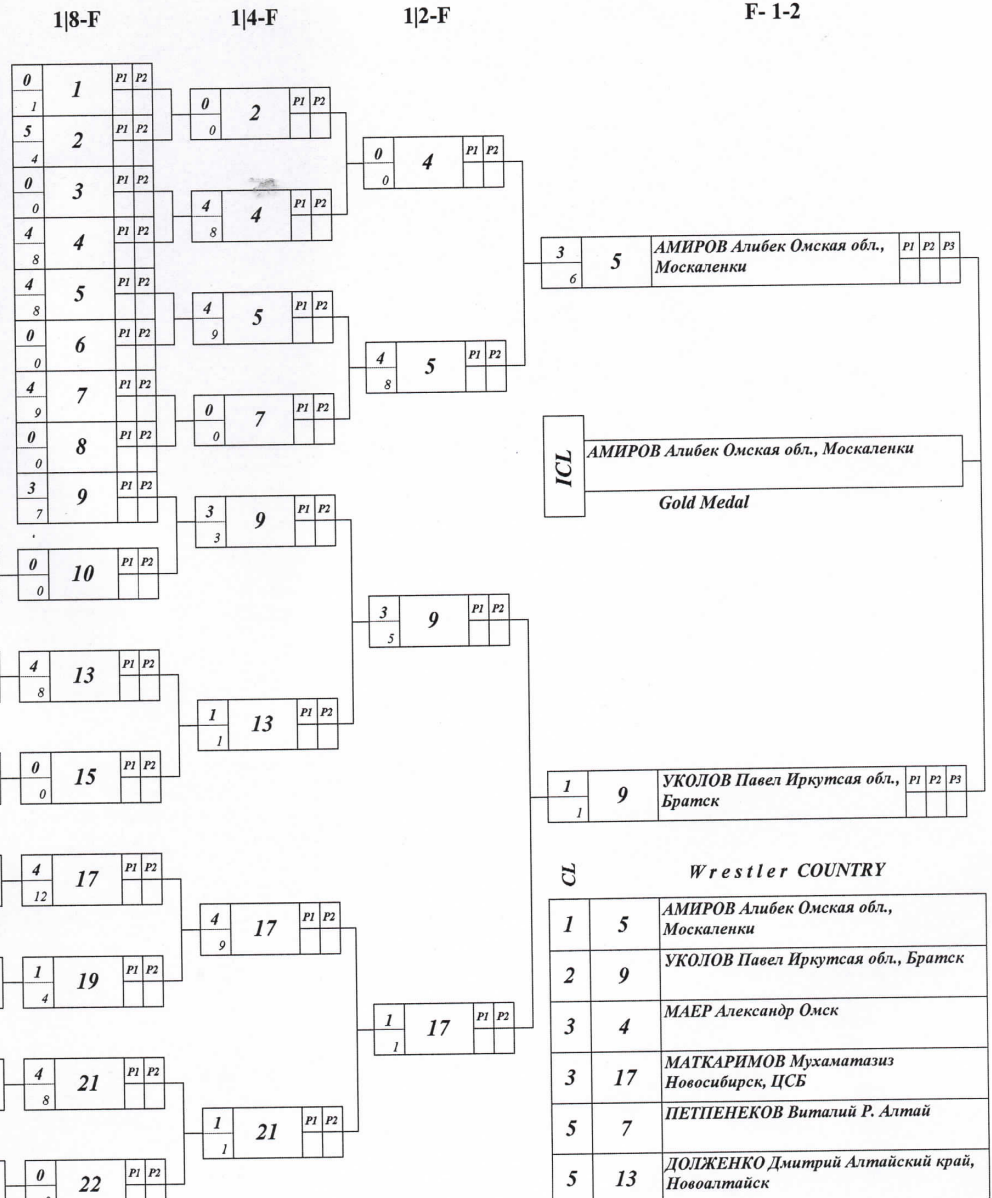 1|8-F 1|4-F 1|2-F F- 1-2
0 1 P1 P2
1
5 2 P1 P2
4
0 3 P1 P2
0
4 4 P1 P2
8
4 5 P1 P2
8
0 6 P1 P2
0
4 7 P1 P2
9
0 8 P1 P2
0
3 9 P1 P2
7
0 10 P1 P2
0
4 13 P1 P2
8
0 15 P1 P2
0
4 17 P1 P2
12
1 19 P1 P2
4
4 21 P1 P2
8
0 22 P1 P2
0 2 P1 P2
0
4 4 P1 P2
8
4 5 P1 P2
9
0 7 P1 P2
0
3 9 P1 P2
3
1 13 P1 P2
1
4 17 P1 P2
9
1 21 P1 P2
1
0 4 P1 P2
0
4 5 P1 P2
8
3 9 P1 P2
5
1 17 P1 P2
1
3 5 АМИРОВ Алибек Омская обл., P1 P2 P3
6 Москаленки
ICL АМИРОВ Алибек Омская обл., Москаленки
Gold Medal
1 9 УКОЛОВ Павел Иркутсая обл., P1 P2 P3
1 Братск
CL Wrestler COUNTRY
1 5 АМИРОВ Алибек Омская обл.,
Москаленки
2 9 УКОЛОВ Павел Иркутсая обл., Братск
3 4 МАЕР Александр Омск
3 17 МАТКАРИМОВ Мухаматазиз
Новосибирск, ЦСБ
5 7 ПЕТПЕНЕКОВ Виталий Р. Алтай
5 13 ДОЛЖЕНКО Дмитрий Алтайский край,
Новоалтайск